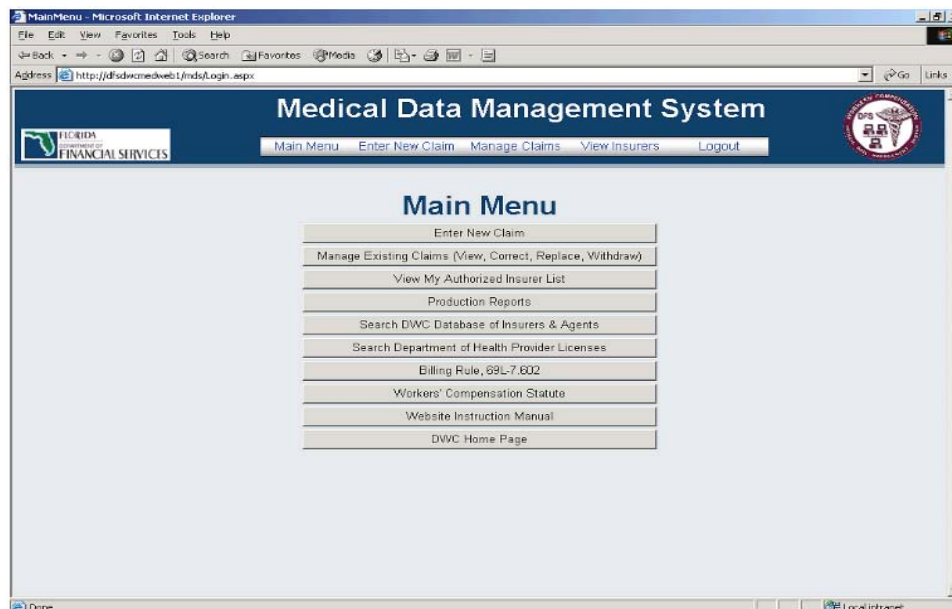 MainMenu - Microsoft Internet Explorer
File Edit View Favorites Tools Help
Back Search Favorites Media
Address http://dfsdwcmedweb1/mds/Login.aspx Go Links
Medical Data Management System
FLORIDA
DEPARTMENT OF
FINANCIAL SERVICES
Main Menu Enter New Claim Manage Claims View Insurers Logout
DFS
Main Menu
Enter New Claim
Manage Existing Claims (View, Correct, Replace, Withdraw)
View My Authorized Insurer List
Production Reports
Search DWC Database of Insurers & Agents
Search Department of Health Provider Licenses
Billing Rule, 69L-7.602
Workers' Compensation Statute
Website Instruction Manual
DWC Home Page
Done Local intranet